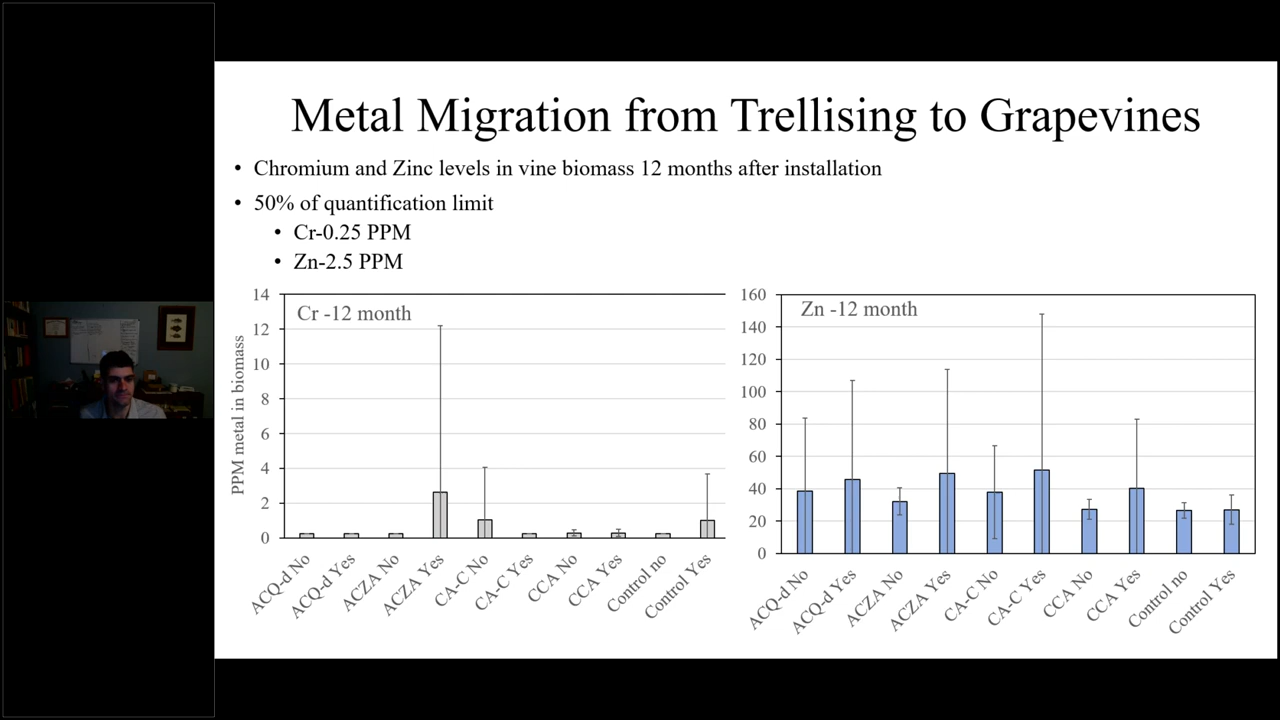 Metal Migration from Trellising to Grapevines
• Chromium and Zinc levels in vine biomass 12 months after installation
• 50% of quantification limit
• Cr-0.25 PPM
• Zn-2.5 PPM
Cr -12 month
PPM metal in biomass
14
12
10
8
6
4
2
0
ACQ-d No
ACQ-d Yes
ACZA No
ACZA Yes
CA-C No
CA-C Yes
CCA No
CCA Yes
Control no
Control Yes
Zn -12 month
160
140
120
100
80
60
40
20
0
ACQ-d No
ACQ-d Yes
ACZA No
ACZA Yes
CA-C No
CA-C Yes
CCA No
CCA Yes
Control no
Control Yes